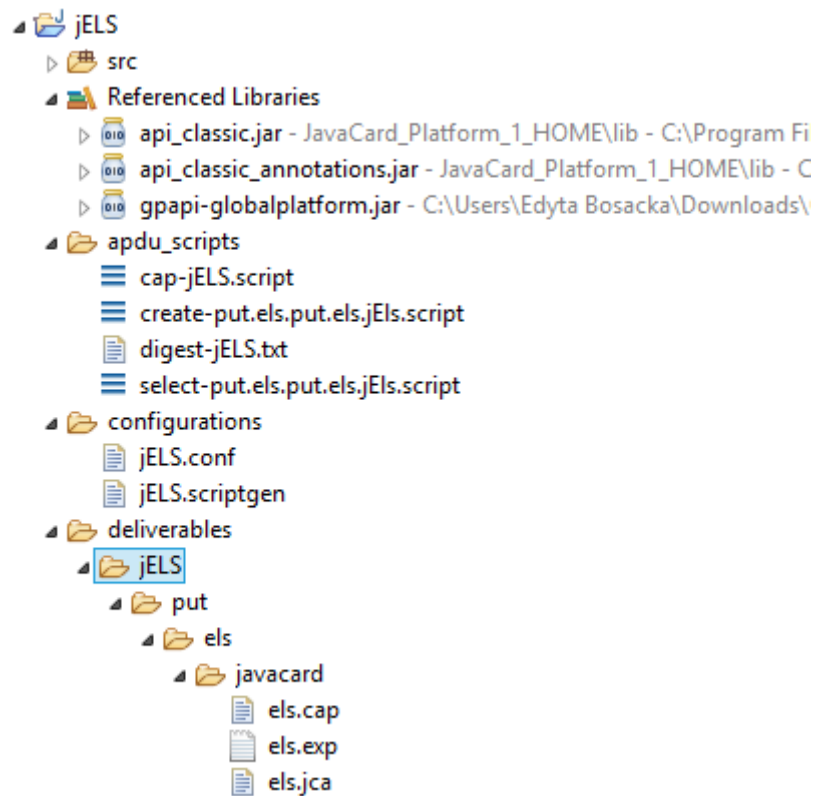 jELS
src
Referenced Libraries
api_classic.jar - JavaCard_Platform_1_HOME\lib - C:\Program Fi
api_classic_annotations.jar - JavaCard_Platform_1_HOME\lib - C
gpapi-globalplatform.jar - C:\Users\Edyta Bosacka\Downloads\
apdu_scripts
cap-jELS.script
create-put.els.put.els.jEls.script
digest-jELS.txt
select-put.els.put.els.jEls.script
configurations
jELS.conf
jELS.scriptgen
deliverables
jELS
put
els
javacard
els.cap
els.exp
els.jca